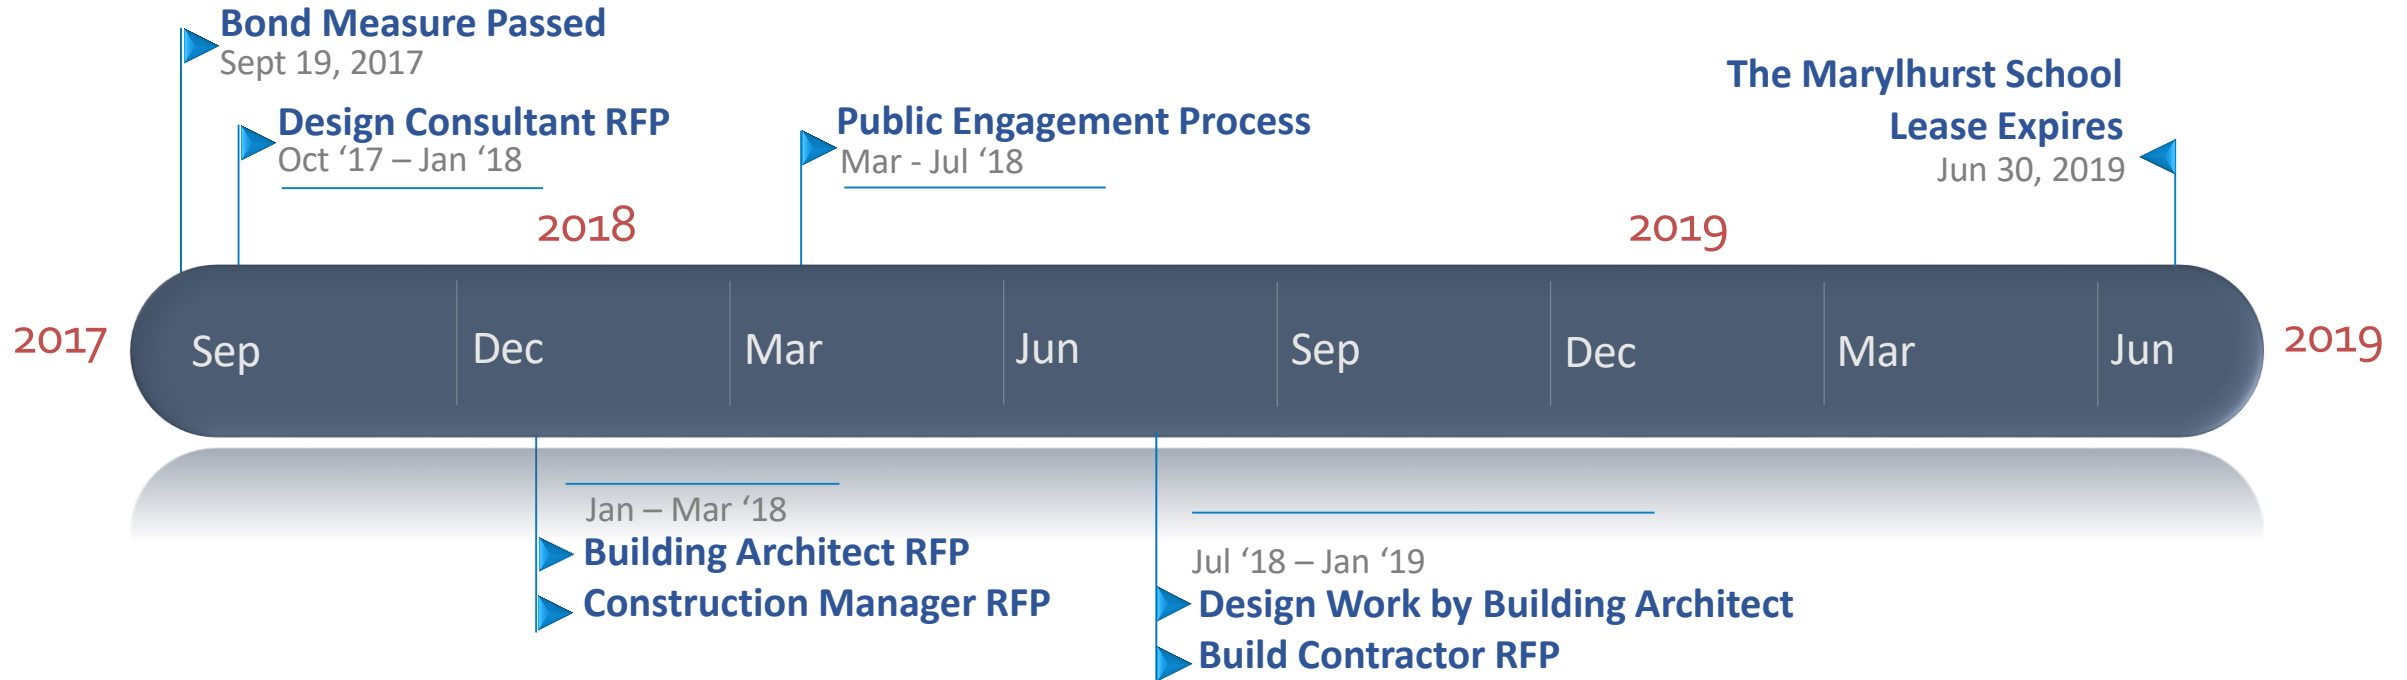 Bond Measure Passed
Sept 19, 2017
Design Consultant RFP
Oct ‘17 – Jan ‘18
Public Engagement Process
Mar - Jul ‘18
The Marylhurst School
Lease Expires
Jun 30, 2019
2018
2019
2017
Sep
Dec
Mar
Jun
Sep
Dec
Mar
Jun
2019
Jan – Mar ‘18
Building Architect RFP
Construction Manager RFP
Jul ‘18 – Jan ‘19
Design Work by Building Architect
Build Contractor RFP